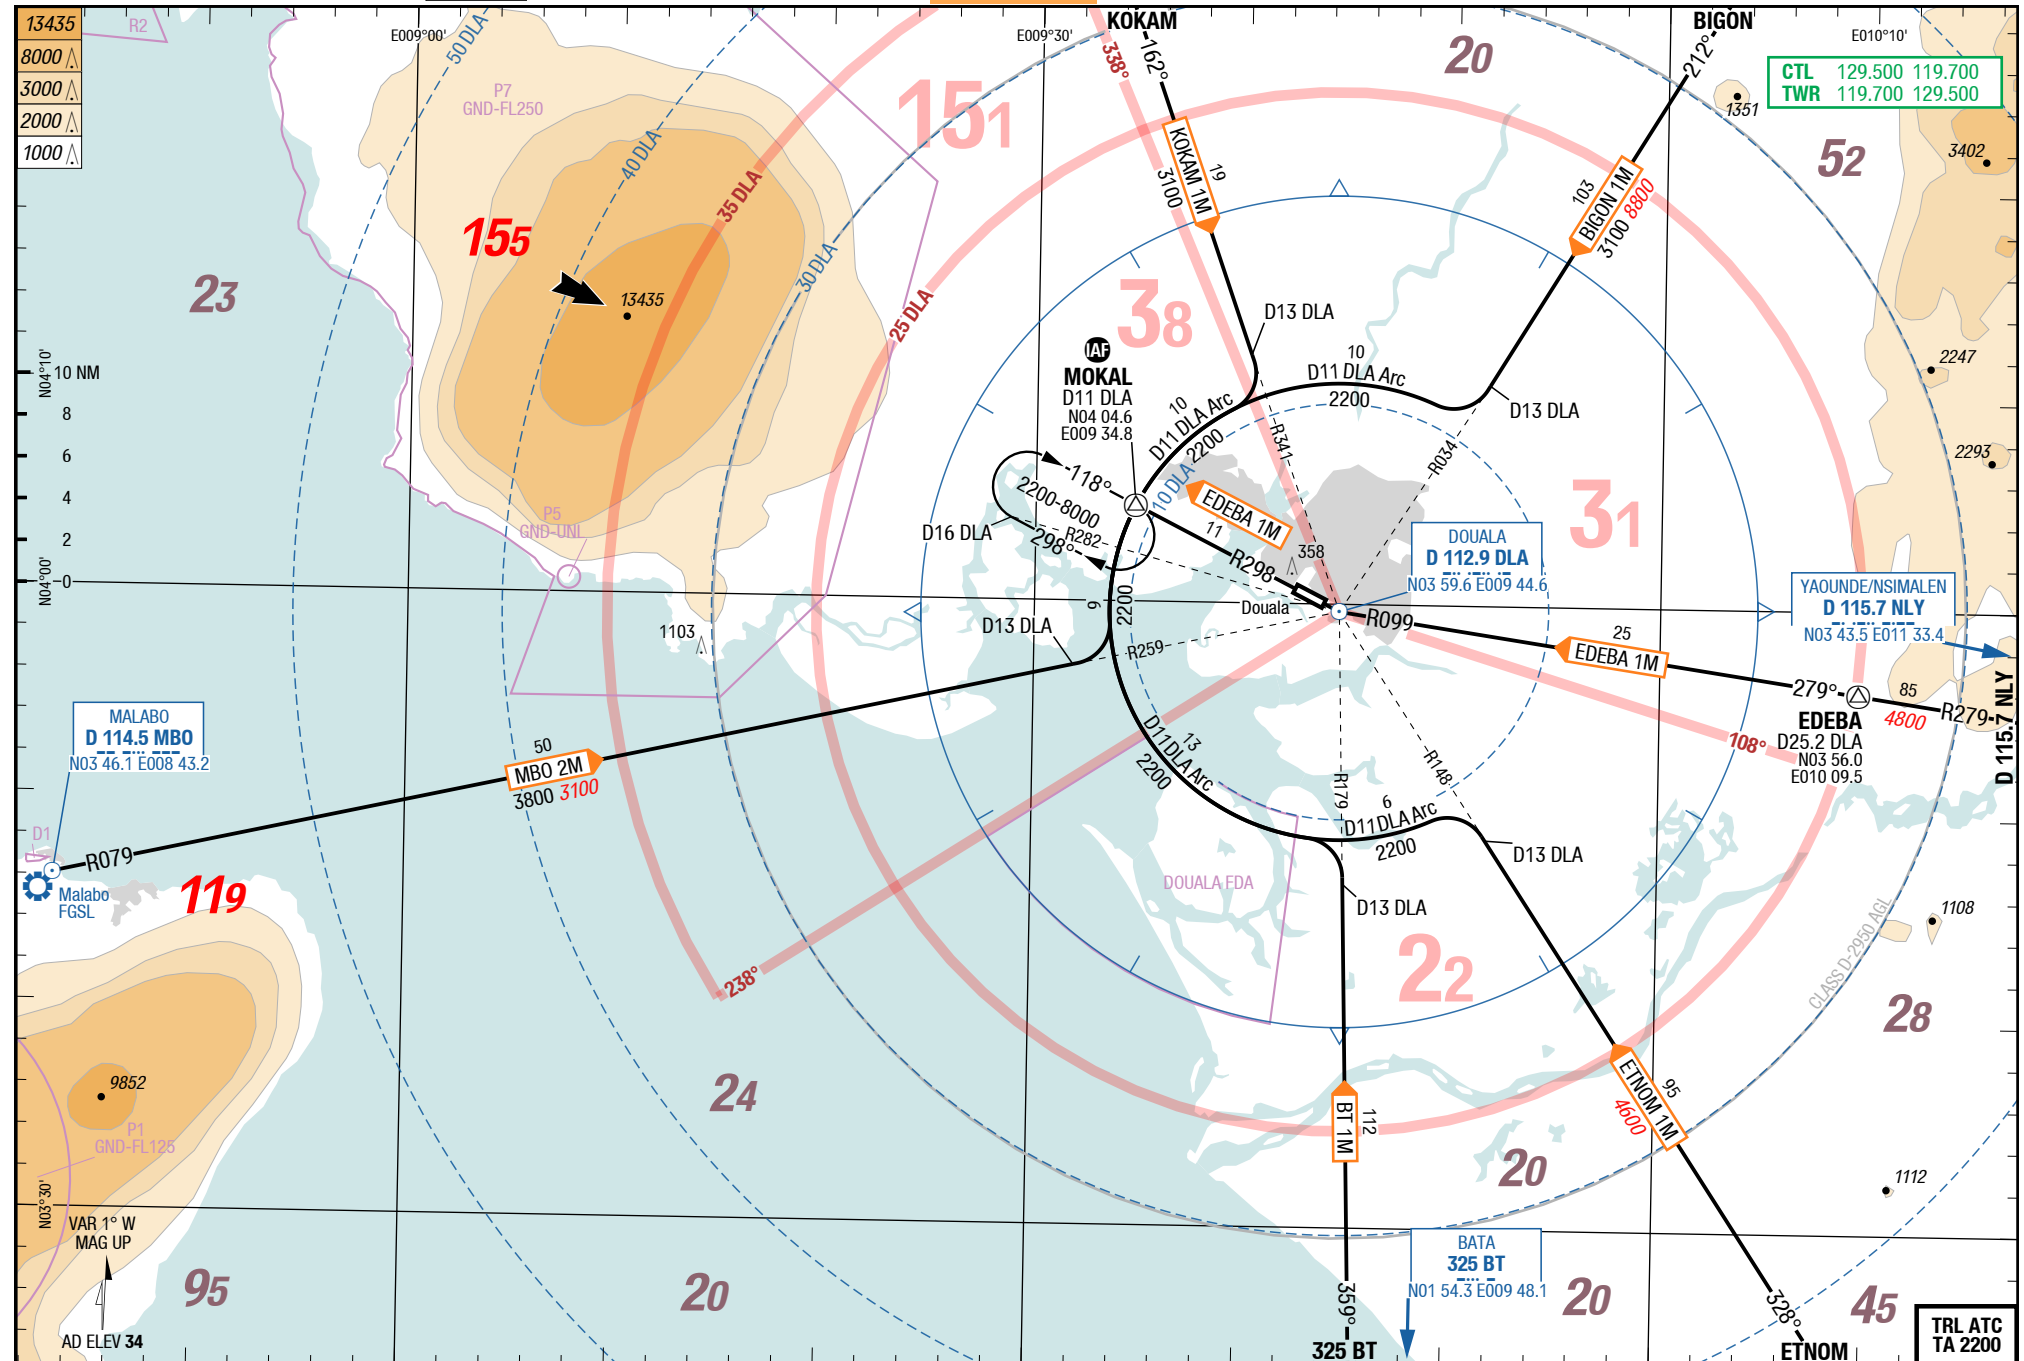 13435
8000
3000
2000
1000
R2
E009°00'
50 DLA
E009°30'
KOKAM
162°
338°
BIGON
212°
E010°10'
20
CTL 129.500 119.700
TWR 119.700 129.500
P7
GND-FL250
151
1351
52
3402
40 DLA
35 DLA
KOKAM 1M
19
3100
103
BIGON 1M
3100 8800
155
23
30 DLA
25 DLA
13435
38
D13 DLA
IAF
MOKAL
D11 DLA
N04 04.6
E009 34.8
10
D11 DLA Arc
2200
10
D11 DLA Arc
2200
D13 DLA
2247
2293
N04°10'
10 NM
8
6
4
2
0
N04°00'
R341
R034
118°
2200-8000
298°
R282
D16 DLA
10 DLA
EDEBA 1M
11
R298
358
31
P5
GND-UNL
DOUALA
D 112.9 DLA
N03 59.6 E009 44.6
YAOUNDE/NSIMALEN
D 115.7 NLY
N03 43.5 E011 33.4
Douala
6
2200
1103
D13 DLA
R259
R099
25
EDEBA 1M
279°
85
4800
R279
D 115.7 NLY
EDEBA
D25.2 DLA
N03 56.0
E010 09.5
108°
MALABO
D 114.5 MBO
N03 46.1 E008 43.2
50
MBO 2M
3800 3100
13
D11 DLA Arc
2200
R179
R148
6
D11 DLA Arc
2200
D13 DLA
D1
R079
Malabo
FGSL
119
DOUALA FDA
D13 DLA
238°
22
CLASS D-2950 AGL
1108
28
9852
24
P1
GND-FL125
BT 1M
112
ETNOM 1M
95
4600
20
1112
N03°30'
VAR 1° W
MAG UP
BATA
325 BT
N01 54.3 E009 48.1
95
20
20
45
AD ELEV 34
359°
325 BT
328°
ETNOM
TRL ATC
TA 2200